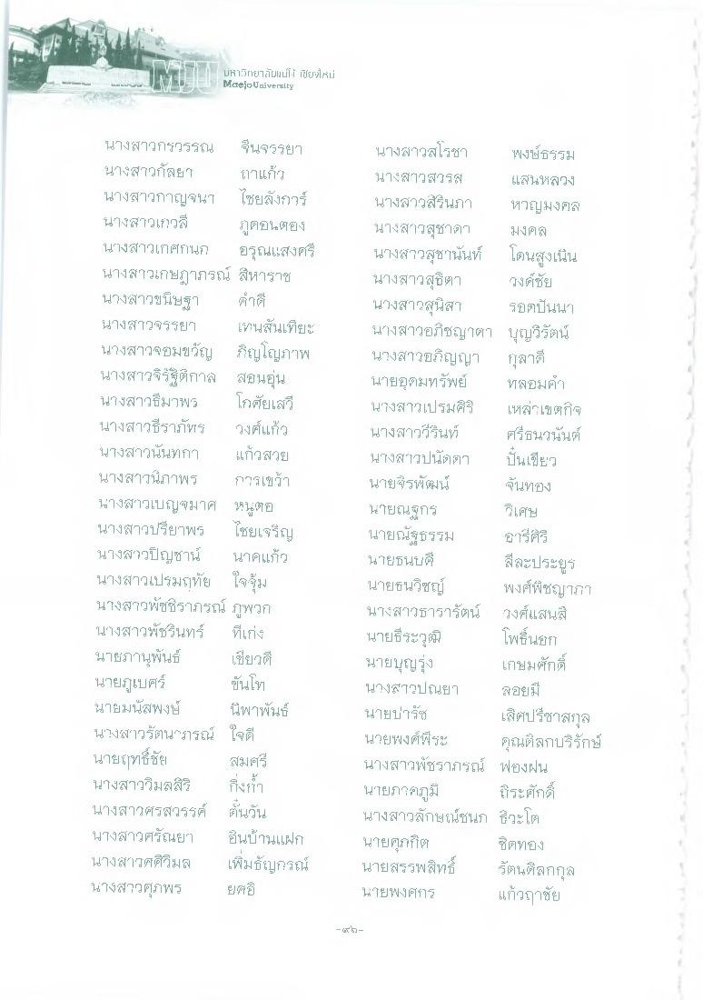 MJU
มหาวิทยาลัยแม่โจ้ เชียงใหม่
Maejo University
นางสาวกรวรรณ จีนจรรยา
นางสาวกัลยา ตาแก้ว
นางสาวกาญจนา ไชยลังการ์
นางสาวเกวลี ภูดอนตอง
นางสาวเกศกนก อรุณแสงศรี
นางสาวเกษฎาภรณ์ สีหาราช
นางสาวขนิษฐา คำดี
นางสาวจรรยา เทนสันเทียะ
นางสาวจอมขวัญ ภิญโญภาพ
นางสาวจิรัฐิติกาล สอนอุ่น
นางสาวธีมาพร โกศัยเสวี
นางสาวธีราภัทร วงศ์แก้ว
นางสาวนันทกา แก้วสวย
นางสาวนิภาพร การเขว้า
นางสาวเบญจมาศ หนูตอ
นางสาวปรียาพร ไชยเจริญ
นางสาวปิญชาน์ นาคแก้ว
นางสาวเปรมฤทัย ใจจุ้ม
นางสาวพัชชิราภรณ์ ภูพวก
นางสาวพัชรินทร์ ที่เก่ง
นายภานุพันธ์ เขียวดี
นายภูเบศร์ ขันโท
นายมนัสพงษ์ นิพาพันธ์
นางสาวรัตนาภรณ์ ใจดี
นายฤทธิ์ชัย สมศรี
นางสาววิมลสิริ กิ่งก้ำ
นางสาวศรสวรรค์ ตั๋นวัน
นางสาวศรัณยา อินบ้านแฝก
นางสาวศศิวิมล เพิ่มธัญกรณ์
นางสาวศุภพร ยศอิ
นางสาวสโรชา พงษ์ธรรม
นางสาวสวรส แสนหลวง
นางสาวสิรินภา หาญมงคล
นางสาวสุชาดา มงคล
นางสาวสุชานันท์ โดนสูงเนิน
นางสาวสุธิตา วงค์ชัย
นางสาวสุนิสา รอดปันนา
นางสาวอภิชญาดา บุญวิรัตน์
นางสาวอภิญญา กุลาดี
นายอุดมทรัพย์ หลอมคำ
นางสาวเปรมศิริ เหล่าเขตกิจ
นางสาววีรินท์ ศรีธนานันต์
นางสาวปนัดดา ปั๋นเขียว
นายจิรพัฒน์ จันทอง
นายณฐกร วิเศษ
นายณัฐธรรม อารีศิริ
นายธนบดี ลีละประยูร
นายธนวิชญ์ พงศ์พิชญาภา
นางสาวธารารัตน์ วงศ์แสนสี
นายธีระวุฒิ โพธิ์นอก
นายบุญรุ่ง เกษมศักดิ์
นางสาวปณยา ลอยมี
นายปารัช เลิศปรีชาสกุล
นายพงศ์พีระ คุณติลกบริรักษ์
นางสาวพัชราภรณ์ ฟองฝน
นายภาคภูมิ ถิระศักดิ์
นางสาวลักษณ์ชนก ธิวะโต
นายศุภกิต ชิดทอง
นายสรรพสิทธิ์ รัตนติลกกุล
นายพงศกร แก้วฤาชัย
-๙๖-